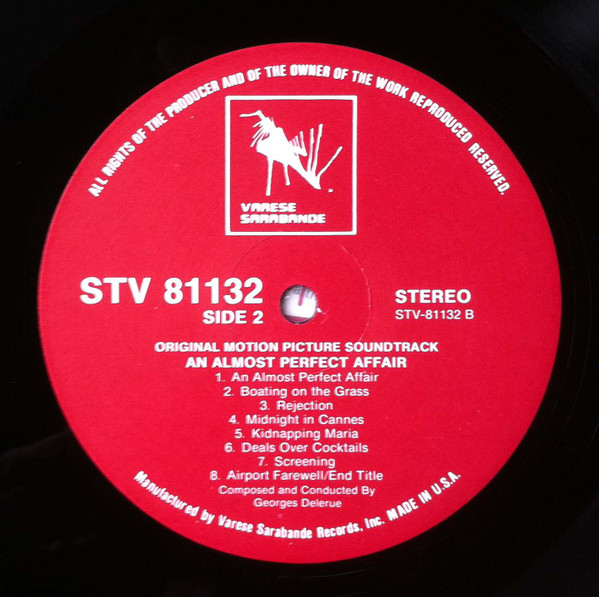 ALL RIGHTS OF THE PRODUCER AND OF THE OWNER OF THE WORK REPRODUCED RESERVED.
VARESE
SARABANDE
STV 81132
SIDE 2
STEREO
STV-81132 B
ORIGINAL MOTION PICTURE SOUNDTRACK
AN ALMOST PERFECT AFFAIR
1. An Almost Perfect Affair
2. Boating on the Grass
3. Rejection
4. Midnight in Cannes
5. Kidnapping Maria
6. Deals Over Cocktails
7. Screening
8. Airport Farewell/End Title
Composed and Conducted By
Georges Delerue
Manufactured by Varese Sarabande Records, Inc. MADE IN U.S.A.